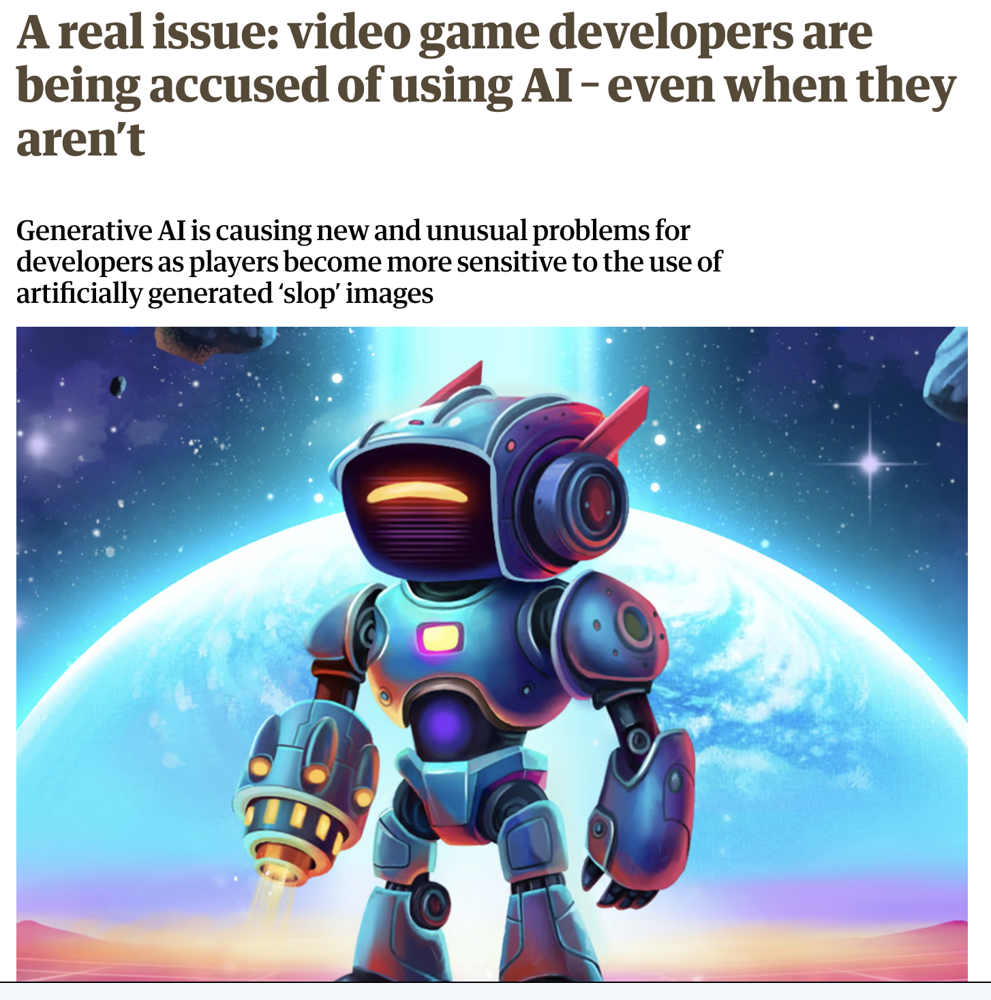 A real issue: video game developers are
being accused of using AI – even when they
aren’t
Generative AI is causing new and unusual problems for
developers as players become more sensitive to the use of
artificially generated ‘slop’ images